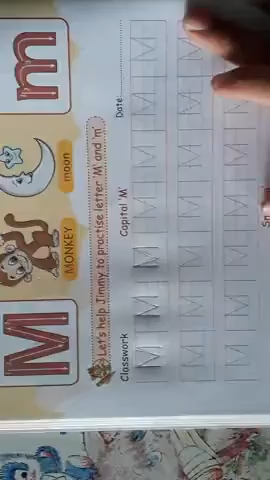 M m
MONKEY moon
Let's help Jimmy to practise letter 'M' and 'm'
Classwork Capital 'M' Date:
M M M M M M M M
M M M M M M M M
M M M M M M